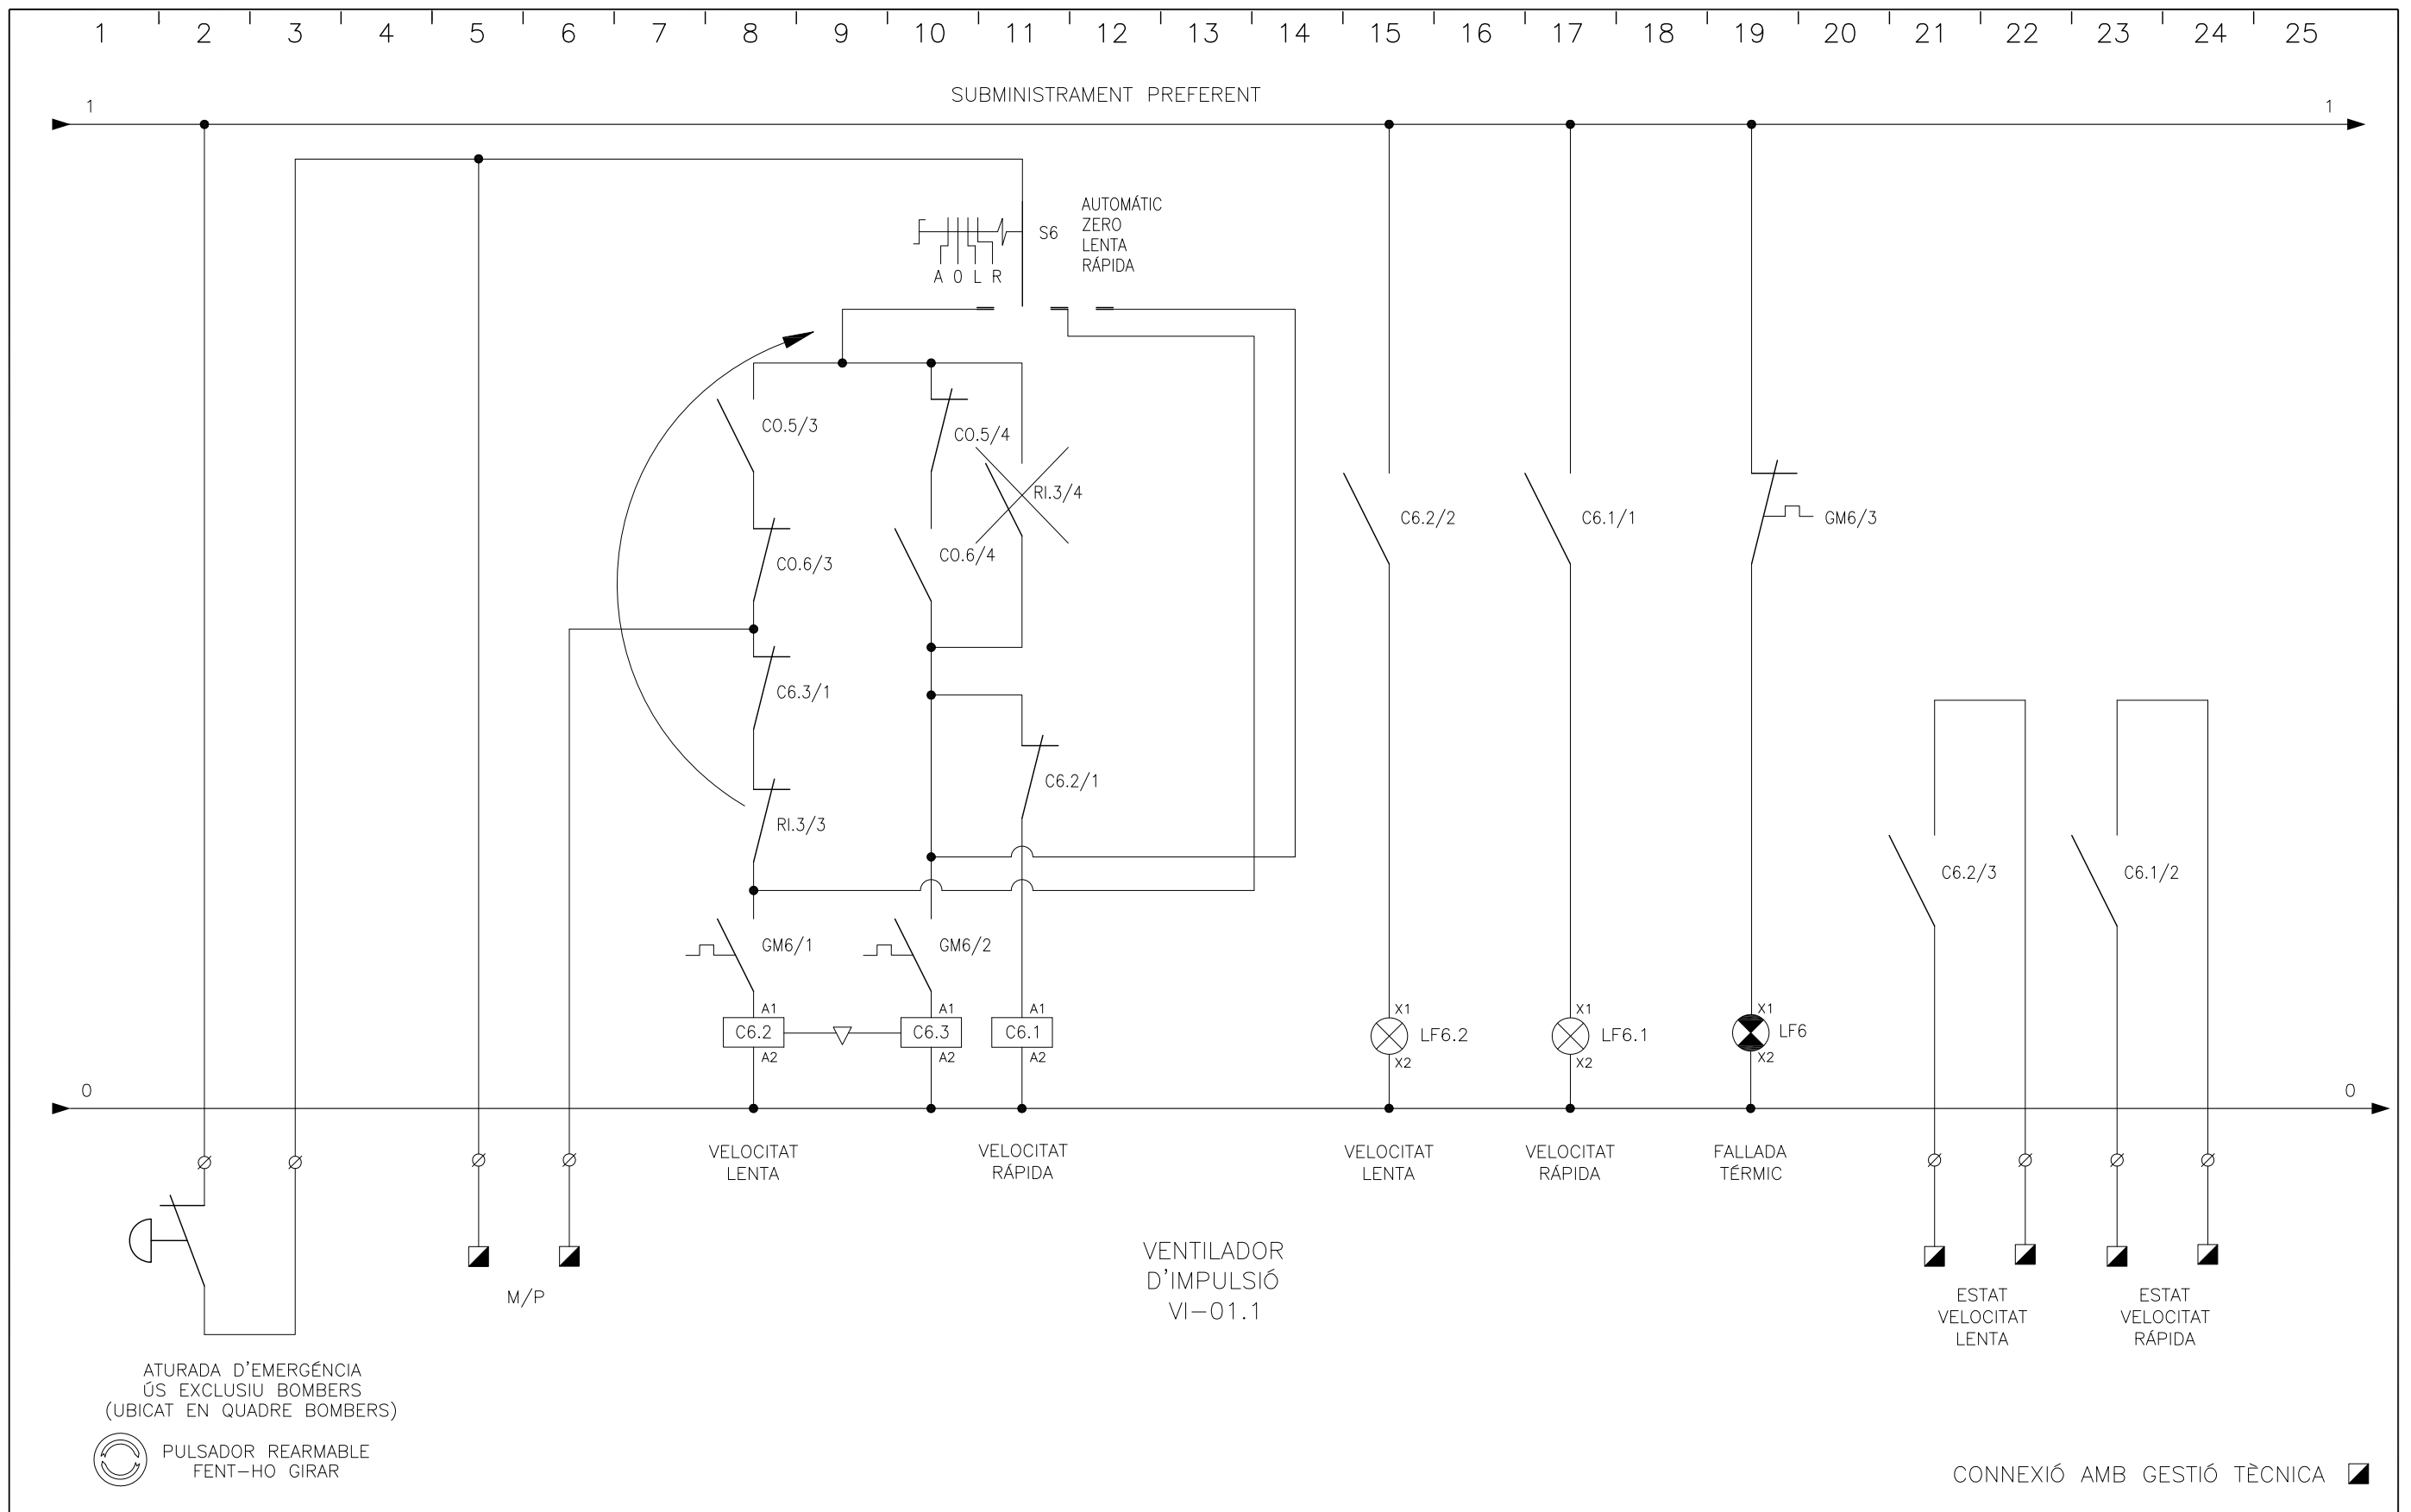 1 2 3 4 5 6 7 8 9 10 11 12 13 14 15 16 17 18 19 20 21 22 23 24 25
SUBMINISTRAMENT PREFERENT
1 1
S6
AUTOMÁTIC
ZERO
LENTA
RÁPIDA
A O L R
CO.5/3
CO.5/4
RI.3/4
CO.6/3
CO.6/4
C6.3/1
C6.2/1
RI.3/3
C6.2/2
C6.1/1
GM6/3
C6.2/3
C6.1/2
GM6/1
GM6/2
A1 A1 A1
C6.2 C6.3 C6.1
A2 A2 A2
X1 X1 X1
LF6.2 LF6.1 LF6
X2 X2 X2
0 0
VELOCITAT
LENTA
VELOCITAT
RÁPIDA
VELOCITAT
LENTA
VELOCITAT
RÁPIDA
FALLADA
TÉRMIC
M/P
VENTILADOR
D'IMPULSIÓ
VI-01.1
ESTAT
VELOCITAT
LENTA
ESTAT
VELOCITAT
RÁPIDA
ATURADA D'EMERGÉNCIA
ÚS EXCLUSIU BOMBERS
(UBICAT EN QUADRE BOMBERS)
PULSADOR REARMABLE
FENT-HO GIRAR
CONNEXIÓ AMB GESTIÓ TÈCNICA